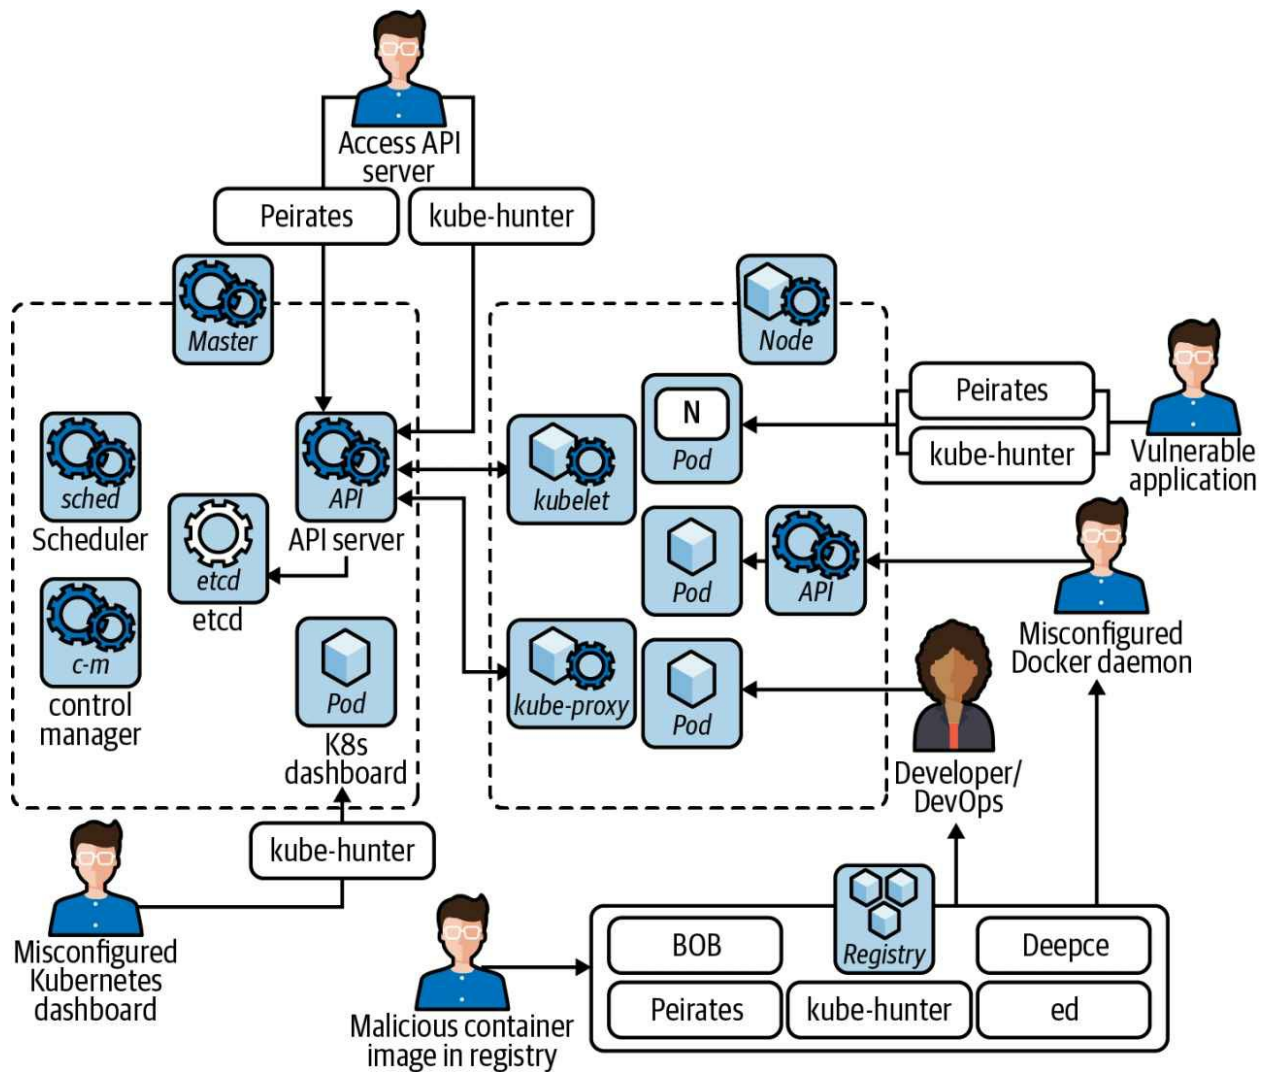 Access API
server
Peirates
kube-hunter
Master
Node
sched
Scheduler
API
API server
etcd
etcd
c-m
control
manager
Pod
K8s
dashboard
kubelet
kube-proxy
N
Pod
Pod
API
Pod
Peirates
kube-hunter
Vulnerable
application
Misconfigured
Docker daemon
Developer/
DevOps
kube-hunter
Misconfigured
Kubernetes
dashboard
Malicious container
image in registry
BOB
Registry
Deepce
Peirates
kube-hunter
ed